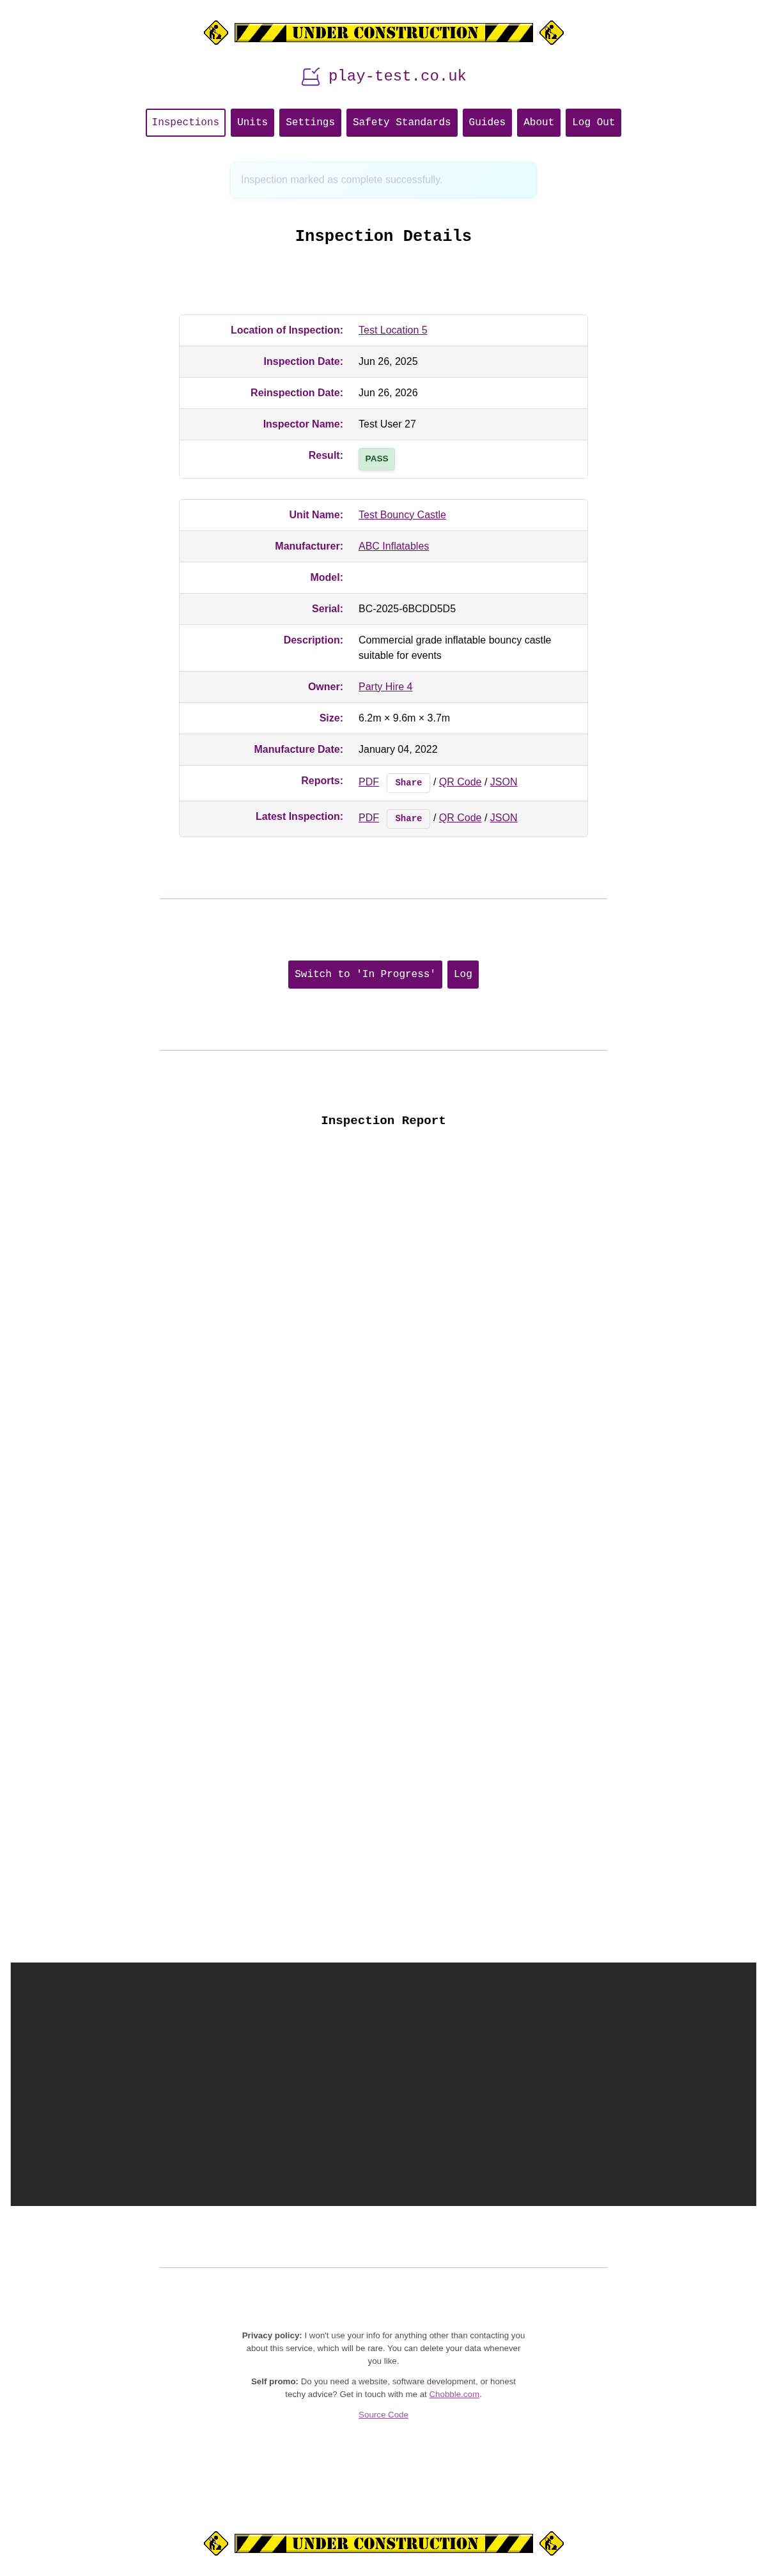 UNDER CONSTRUCTION
play-test.co.uk
Inspections Units Settings Safety Standards Guides About Log Out
Inspection marked as complete successfully.
Inspection Details
Location of Inspection: Test Location 5
Inspection Date: Jun 26, 2025
Reinspection Date: Jun 26, 2026
Inspector Name: Test User 27
Result: PASS
Unit Name: Test Bouncy Castle
Manufacturer: ABC Inflatables
Model:
Serial: BC-2025-6BCDD5D5
Description: Commercial grade inflatable bouncy castle
suitable for events
Owner: Party Hire 4
Size: 6.2m × 9.6m × 3.7m
Manufacture Date: January 04, 2022
Reports: PDF Share / QR Code / JSON
Latest Inspection: PDF Share / QR Code / JSON
Switch to 'In Progress' Log
Inspection Report
Privacy policy: I won't use your info for anything other than contacting you
about this service, which will be rare. You can delete your data whenever
you like.
Self promo: Do you need a website, software development, or honest
techy advice? Get in touch with me at Chobble.com.
Source Code
UNDER CONSTRUCTION